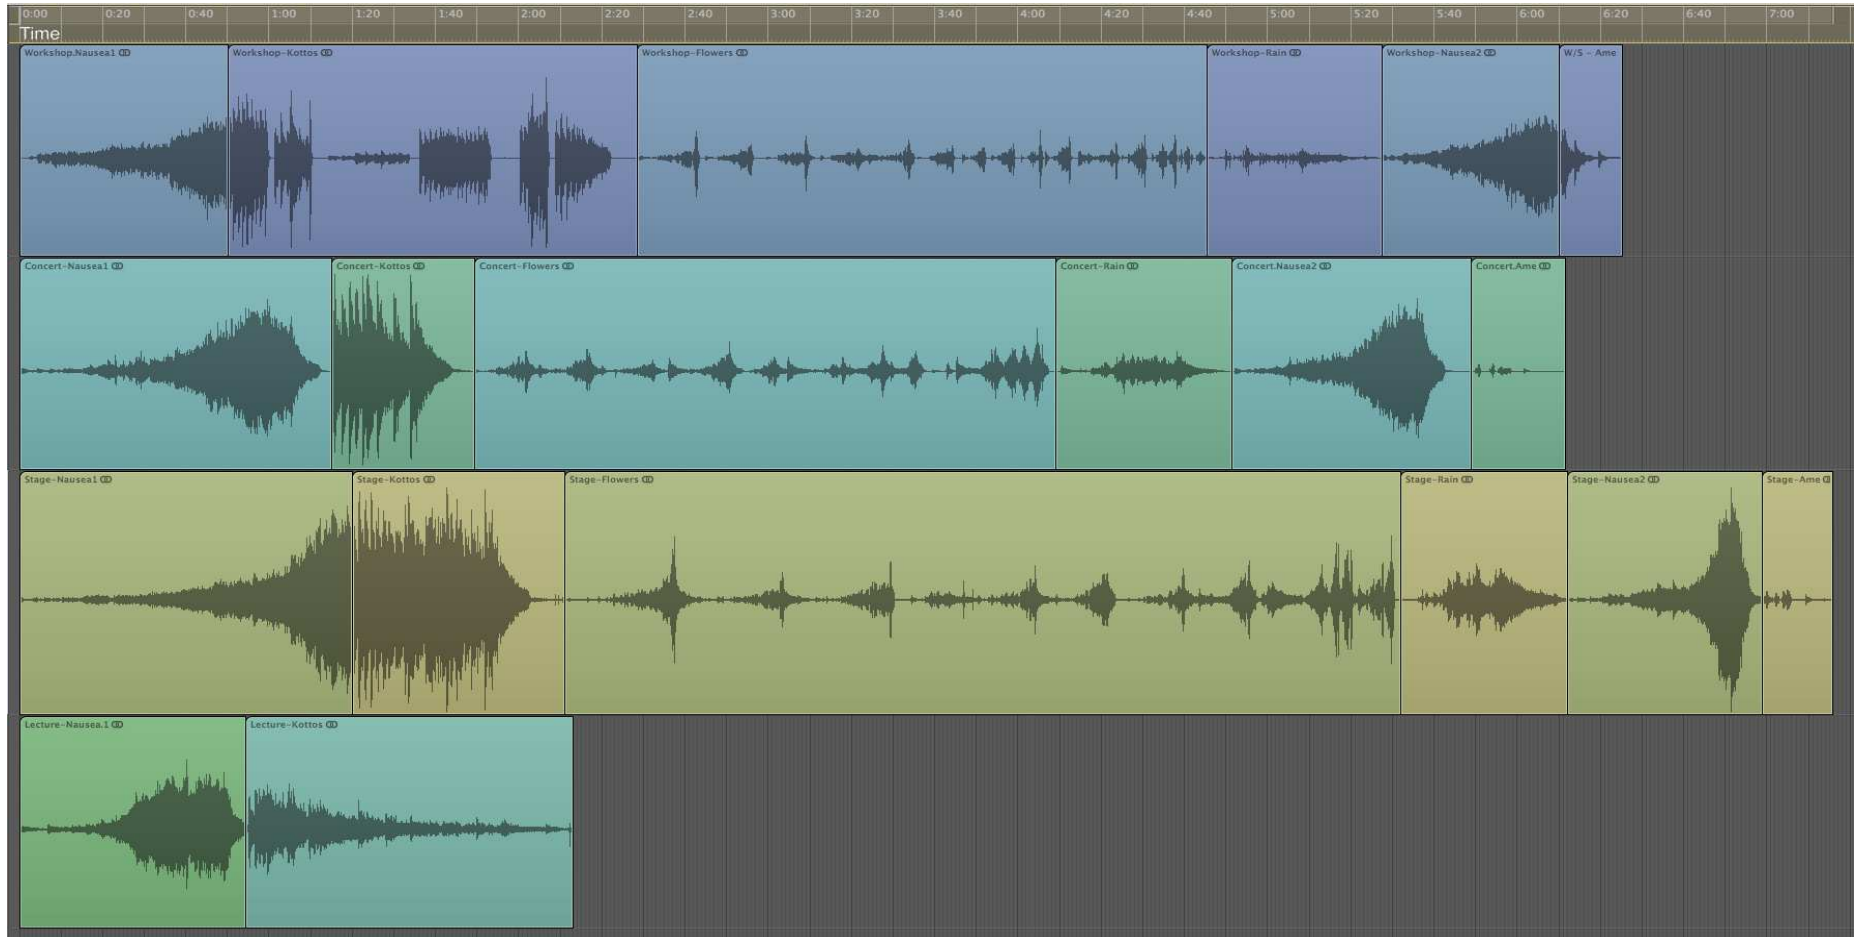 0:00 0:20 0:40 1:00 1:20 1:40 2:00 2:20 2:40 3:00 3:20 3:40 4:00 4:20 4:40 5:00 5:20 5:40 6:00 6:20 6:40 7:00
Time
Workshop.Nausea1 Workshop-Kottos Workshop-Flowers Workshop-Rain Workshop-Nausea2 W/S - Ame
Concert-Nausea1 Concert-Kottos Concert-Flowers Concert-Rain Concert.Nausea2 Concert.Ame
Stage-Nausea1 Stage-Kottos Stage-Flowers Stage-Rain Stage-Nausea2 Stage-Ame
Lecture-Nausea.1 Lecture-Kottos